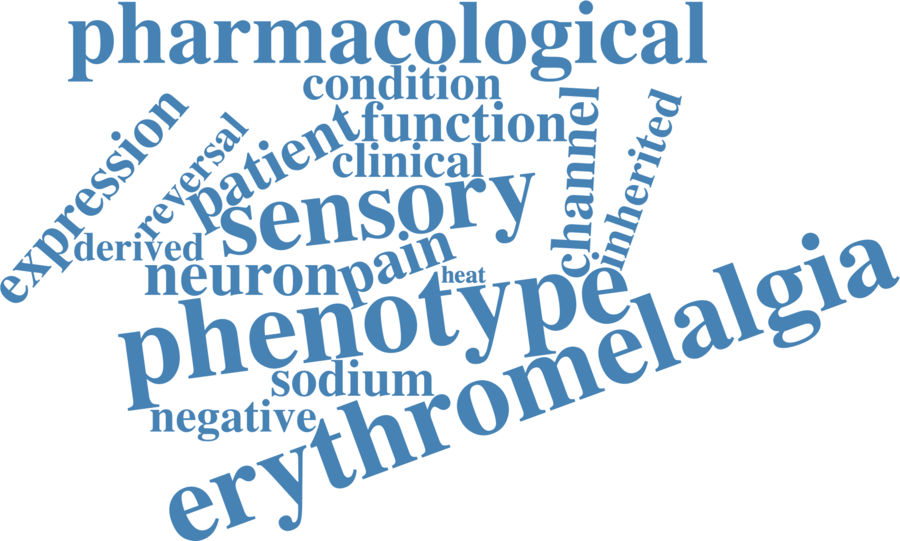 pharmacological
condition
expression
reversal
patient
function
channel
inherited
clinical
sensory
derived
neuron
pain
heat
phenotype
erythromelalgia
sodium
negative